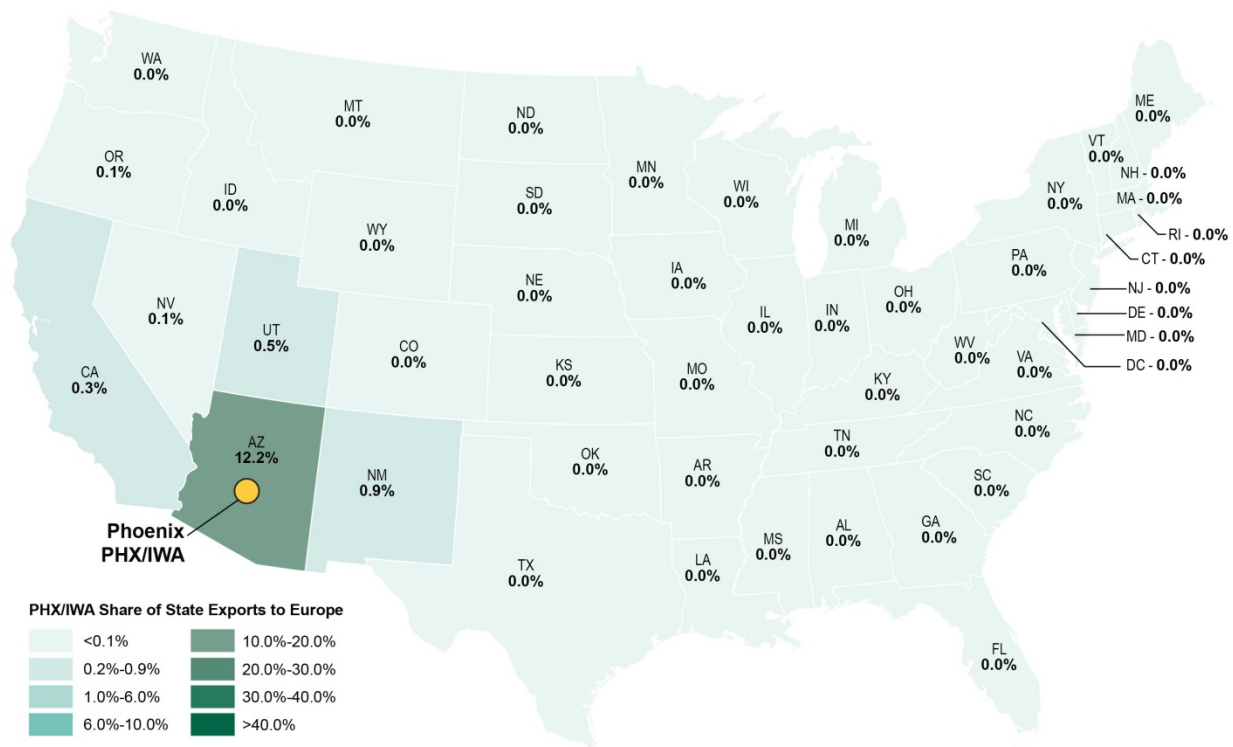 WA
0.0%
MT
0.0%
ND
0.0%
ME
0.0%
OR
0.1%
ID
0.0%
MN
0.0%
VT
0.0%
NH - 0.0%
SD
0.0%
WI
0.0%
NY
0.0%
MA - 0.0%
WY
0.0%
MI
0.0%
RI - 0.0%
CT - 0.0%
PA
0.0%
IA
0.0%
NE
0.0%
NJ - 0.0%
NV
0.1%
OH
0.0%
IL
0.0%
IN
0.0%
DE - 0.0%
UT
0.5%
MD - 0.0%
CO
0.0%
WV
0.0%
VA
0.0%
DC - 0.0%
KS
0.0%
MO
0.0%
CA
0.3%
KY
0.0%
NC
0.0%
AZ
12.2%
TN
0.0%
OK
0.0%
AR
0.0%
NM
0.9%
SC
0.0%
Phoenix
PHX/IWA
MS
0.0%
AL
0.0%
GA
0.0%
LA
0.0%
TX
0.0%
FL
0.0%
PHX/IWA Share of State Exports to Europe
<0.1%
0.2%-0.9%
1.0%-6.0%
6.0%-10.0%
10.0%-20.0%
20.0%-30.0%
30.0%-40.0%
>40.0%